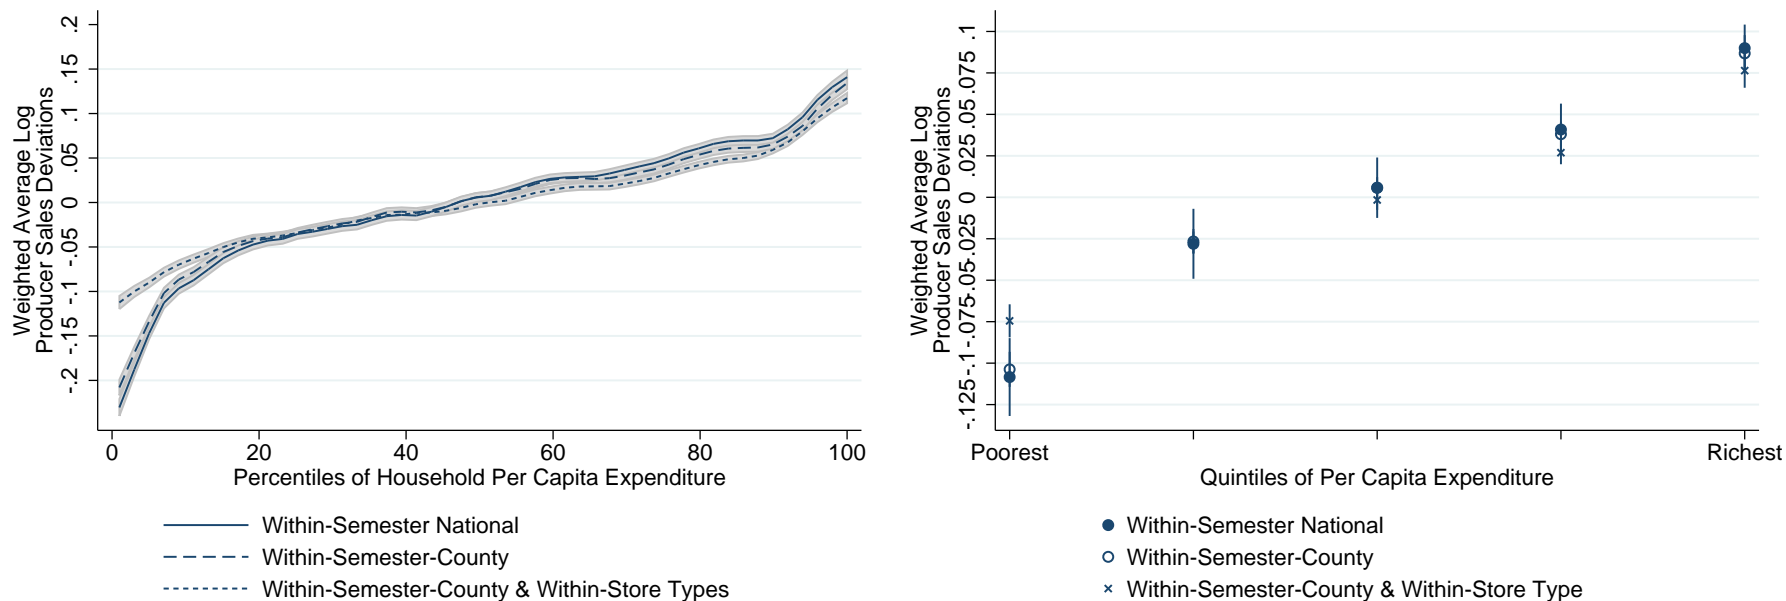 Weighted Average Log
Producer Sales Deviations
.2
.15
.1
.05
0
-.05
-.1
-.15
-.2
0
20
40
60
80
100
Percentiles of Household Per Capita Expenditure
Within-Semester National
Within-Semester-County
Within-Semester-County & Within-Store Types
Weighted Average Log
Producer Sales Deviations
.1
.075
.05
.025
0
-.025
-.05
-.075
-.1
-.125
Poorest
Richest
Quintiles of Per Capita Expenditure
Within-Semester National
Within-Semester-County
Within-Semester-County & Within-Store Type